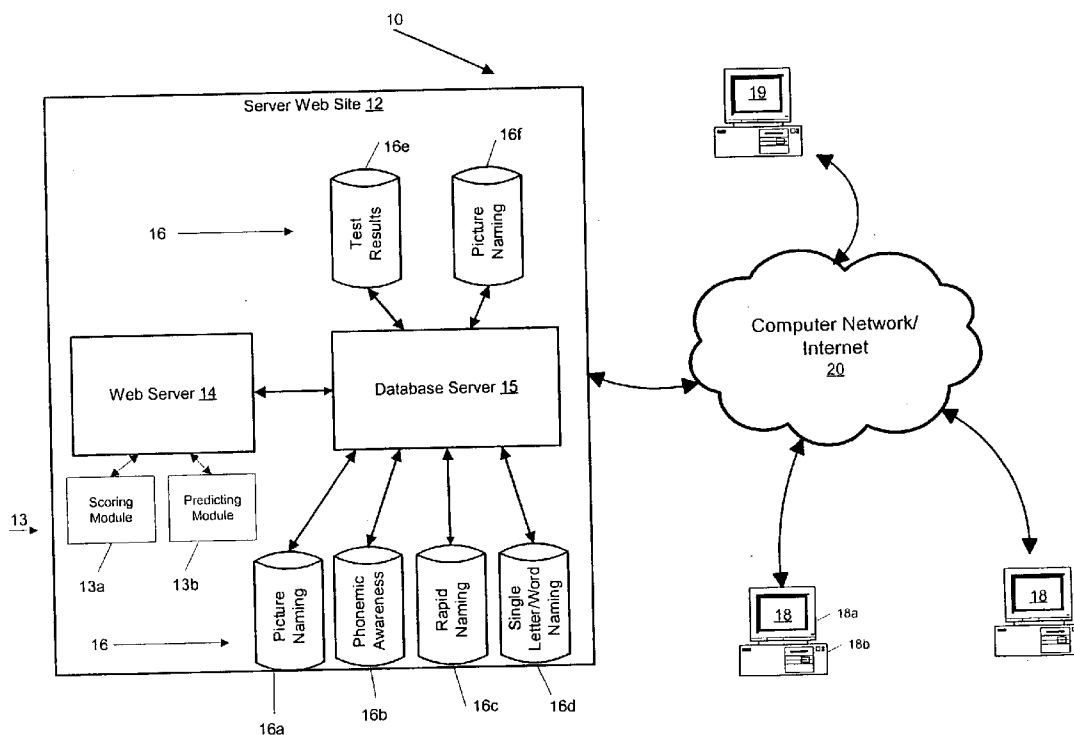 10
Server Web Site 12
16e
16f
19
16
Test
Results
Picture
Naming
Computer Network/
Internet
20
Web Server 14
Database Server 15
Scoring
Module
Predicting
Module
13
13a
13b
Picture
Naming
Phonemic
Awareness
Rapid
Naming
Single
Letter/Word
Naming
16
16a
16b
16c
16d
18
18a
18b
18